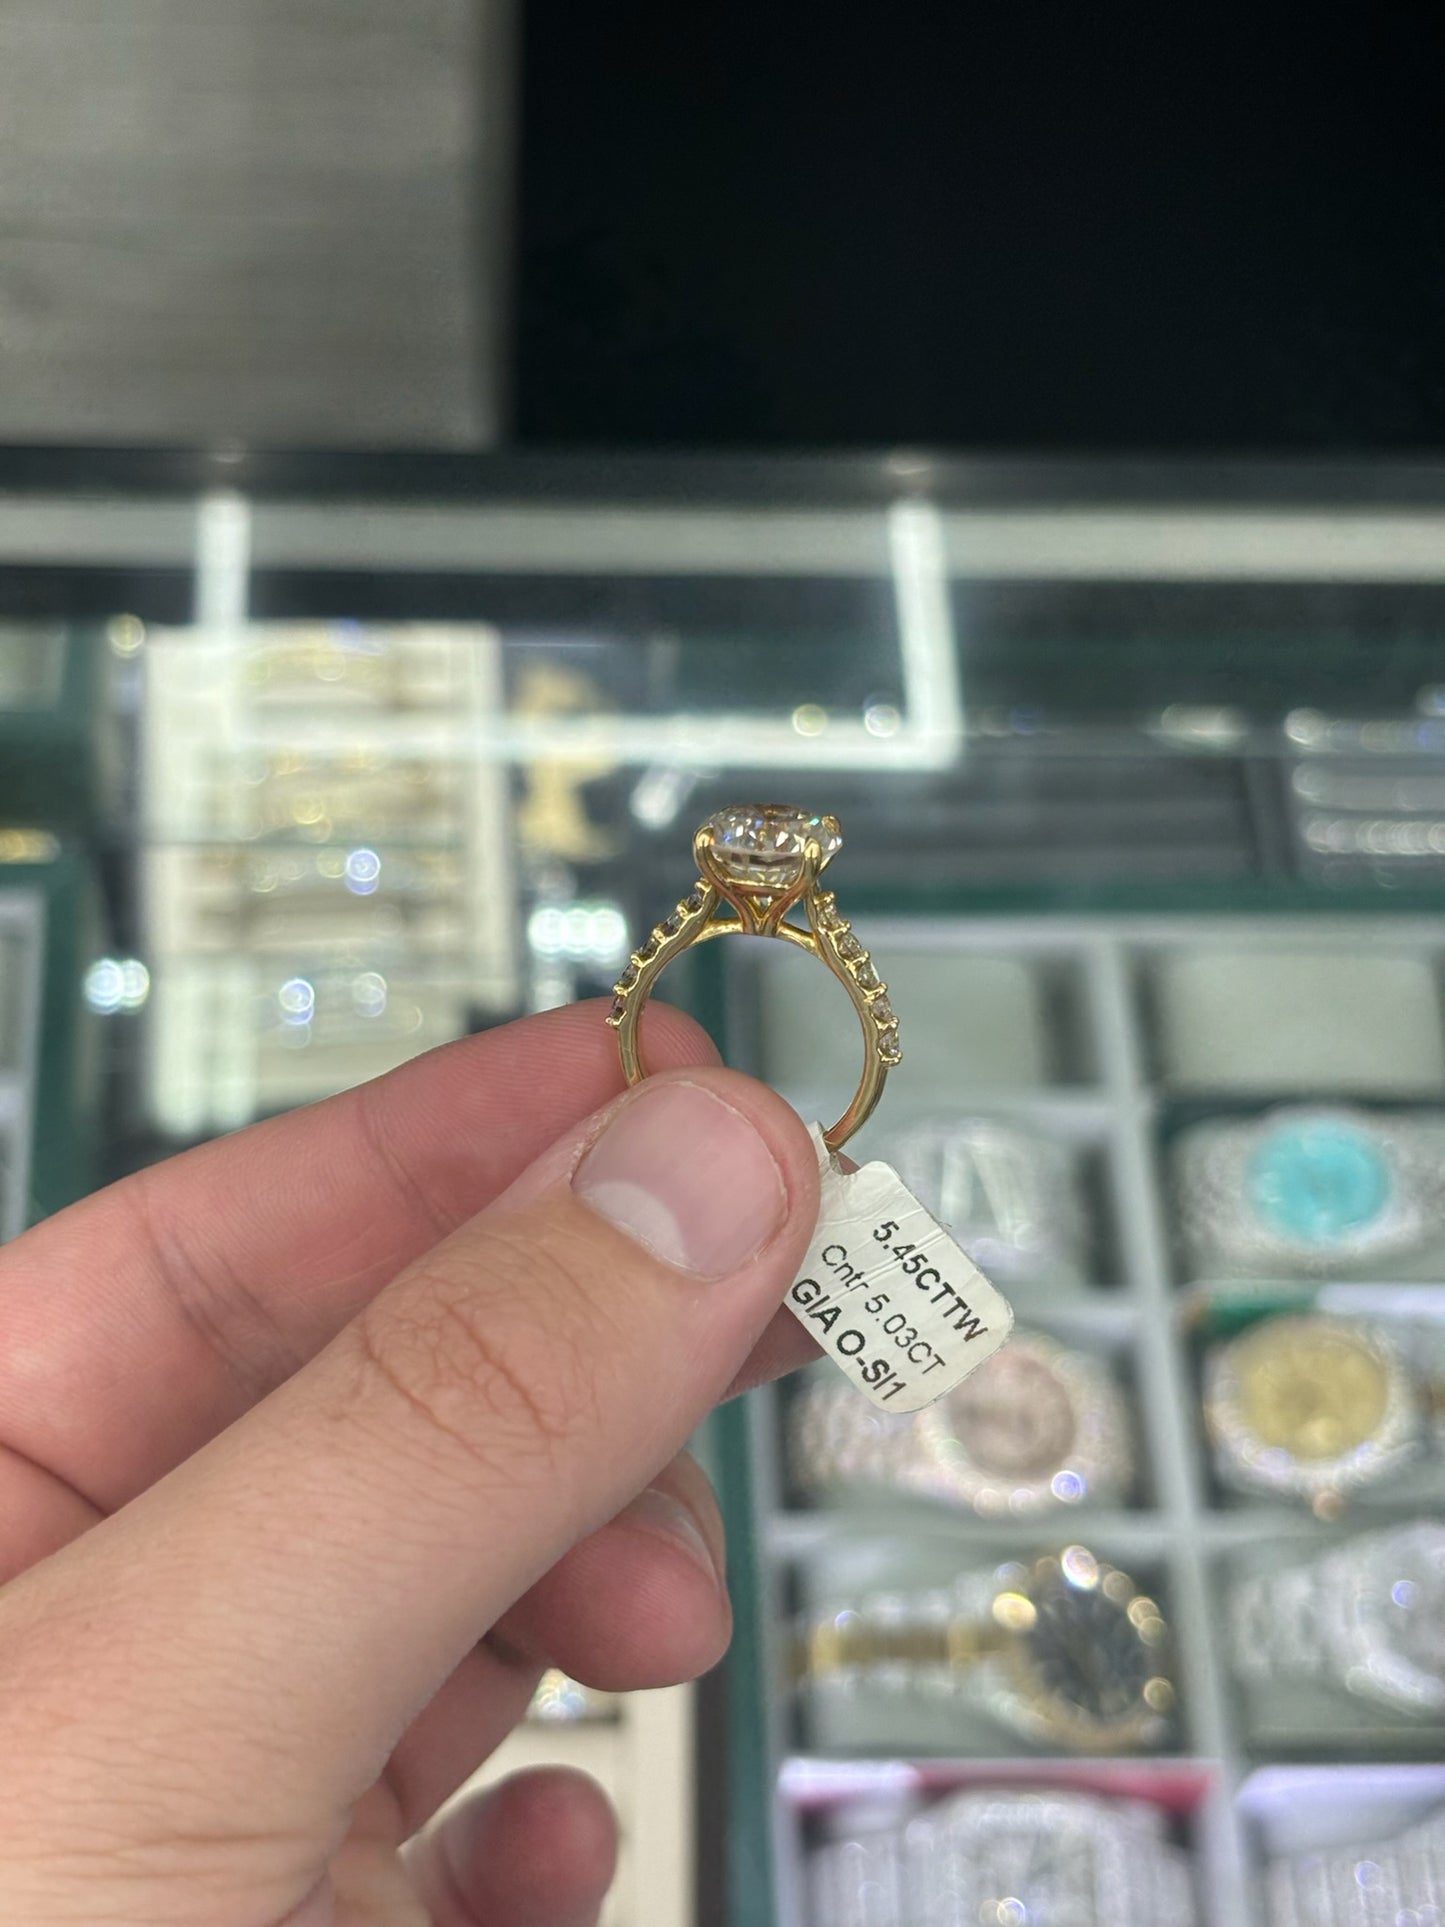 5.45CTTW
Cntr 5.03CT
GIA O-SI1